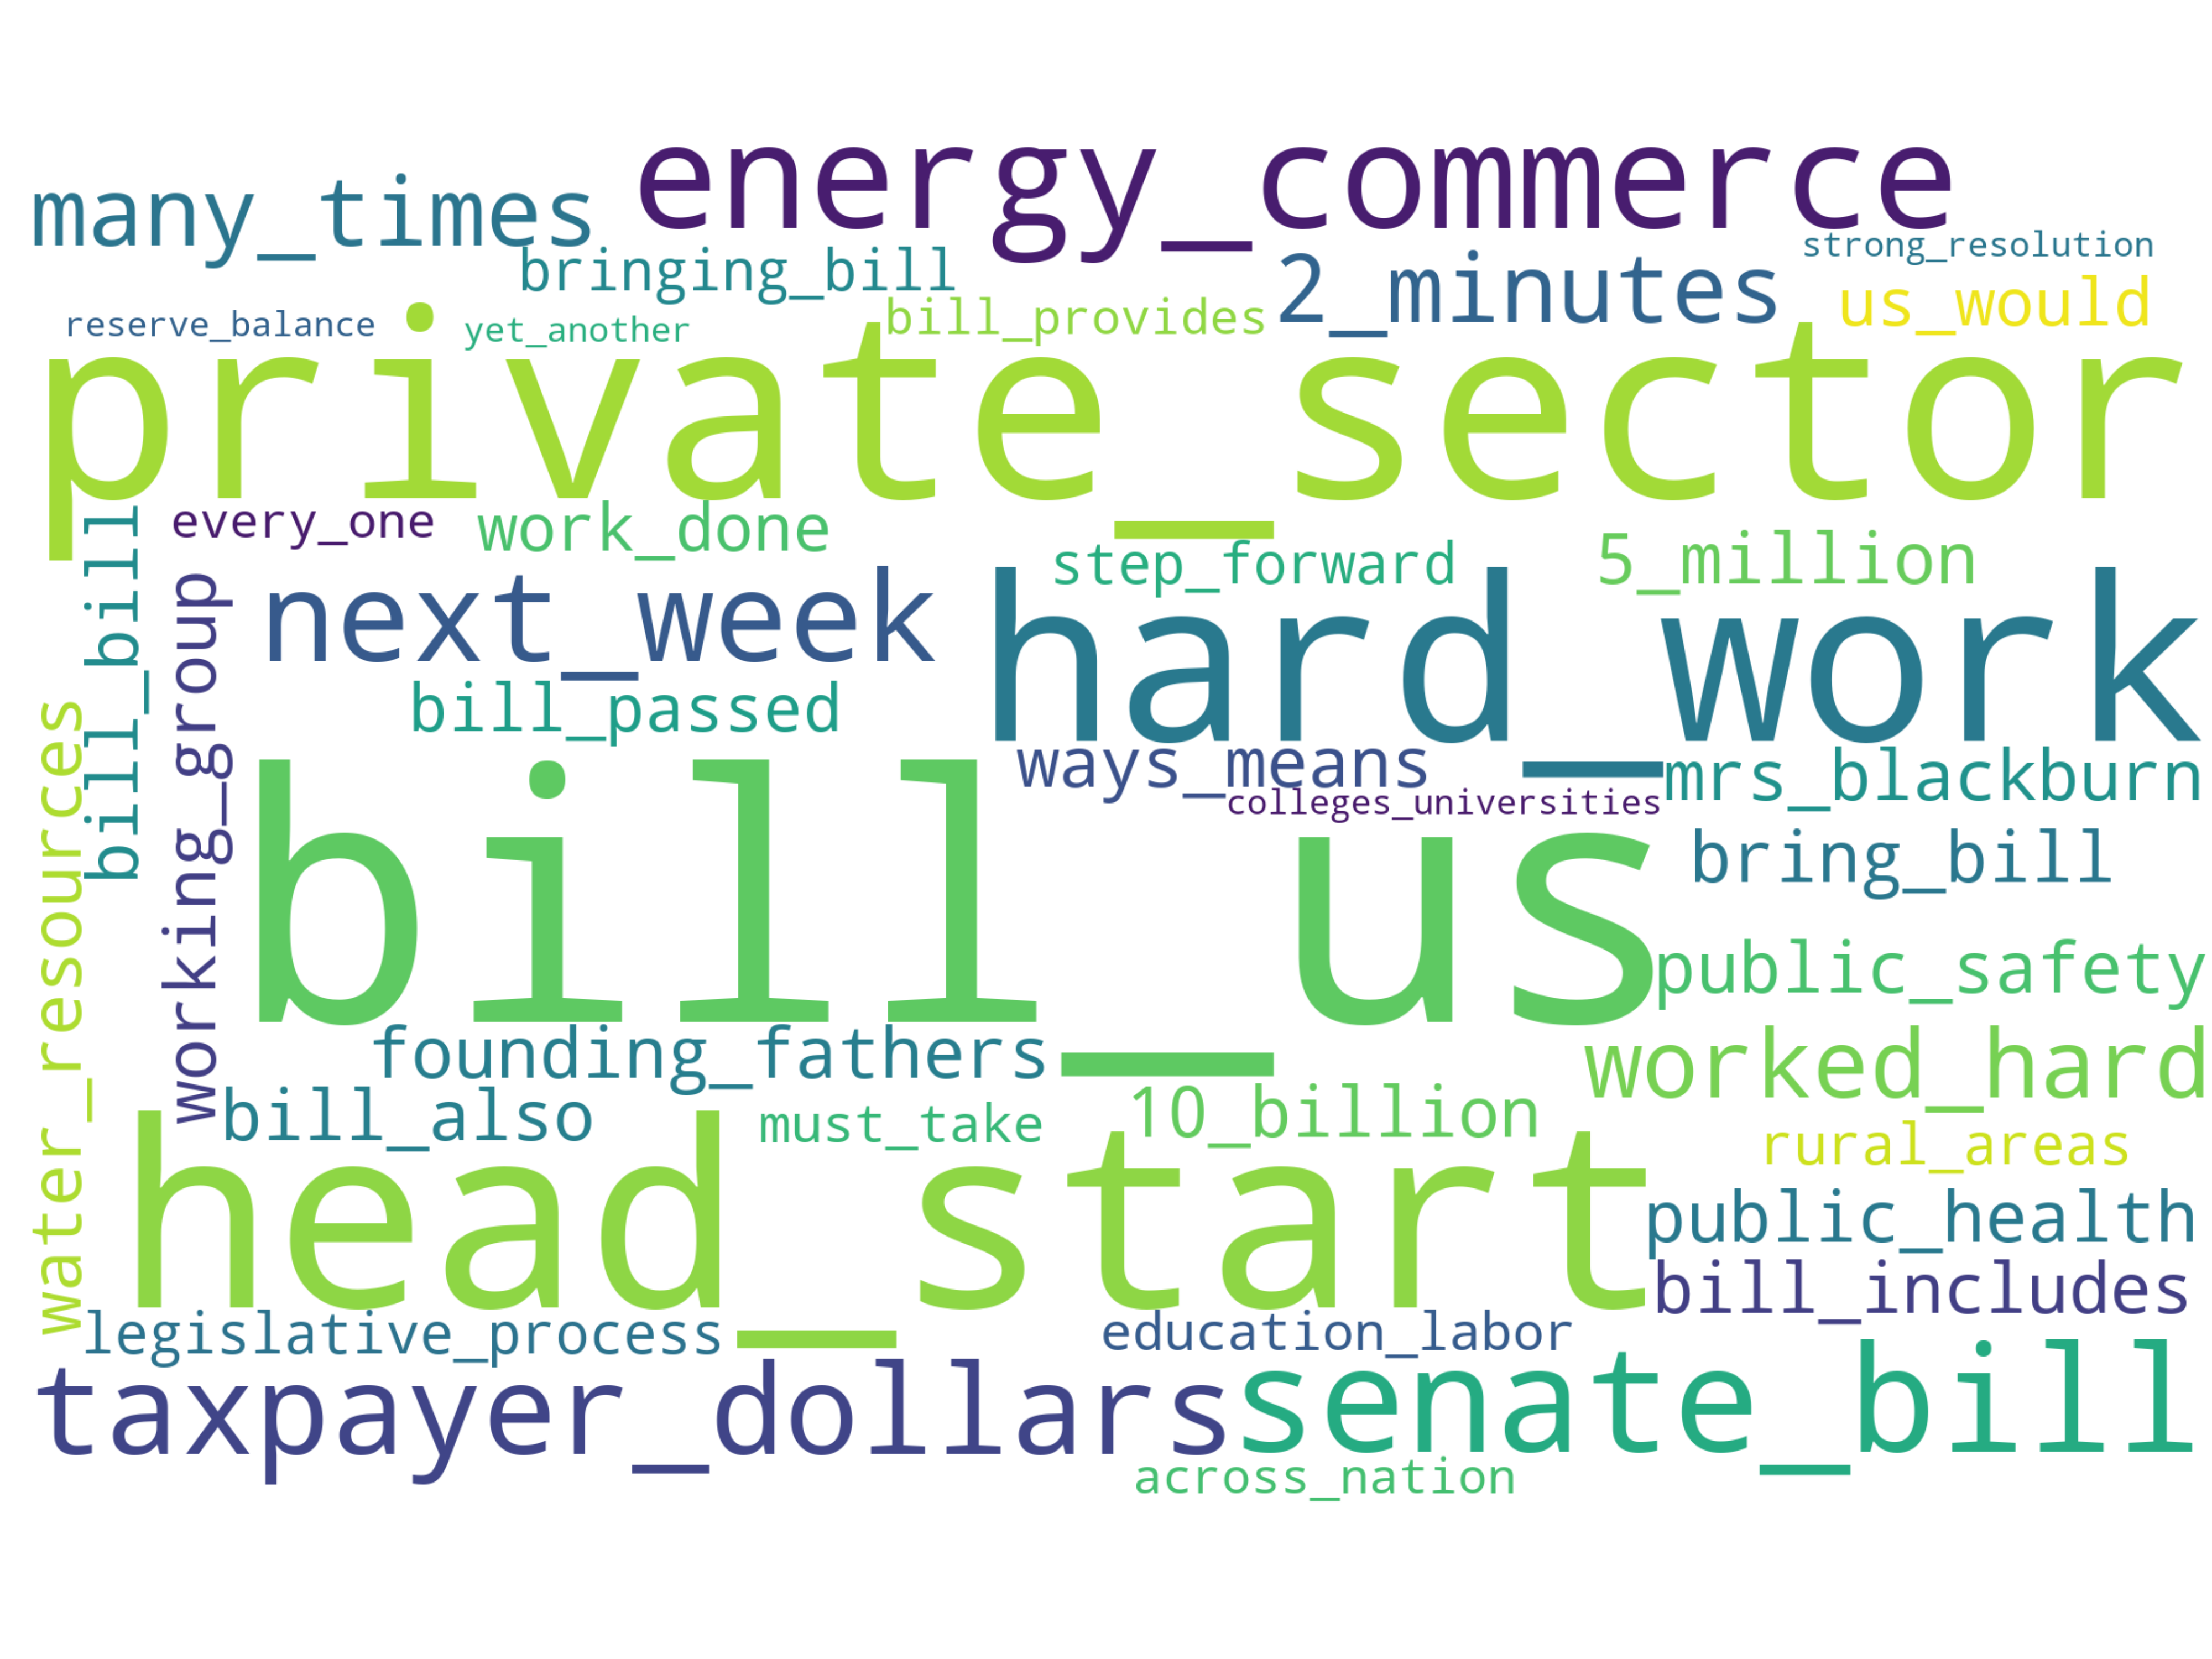 energy_commerce
many_times
strong_resolution
bringing_bill
2_minutes
us_would
reserve_balance
yet_another
bill_provides
private_sector
every_one
work_done
step_forward
5_million
bill_bill
working_group
next_week
hard_work
bill_passed
ways_means
mrs_blackburn
colleges_universities
water_resources
bill_us
bring_bill
public_safety
founding_fathers
worked_hard
bill_also
must_take
10_billion
rural_areas
head_start
public_health
bill_includes
legislative_process
education_labor
taxpayer_dollars
senate_bill
across_nation